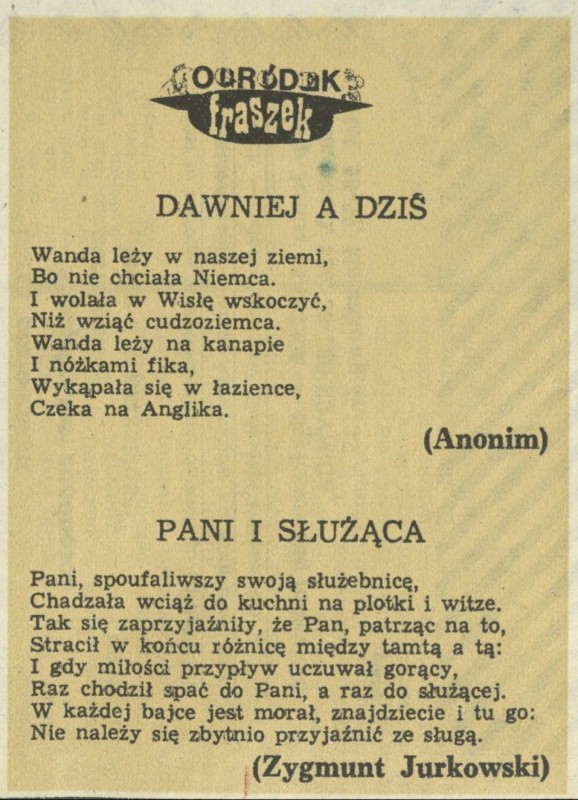 OGRÓDEK
fraszek
DAWNIEJ A DZIŚ
Wanda leży w naszej ziemi,
Bo nie chciała Niemca.
I wolała w Wisłę wskoczyć,
Niż wziąć cudzoziemca.
Wanda leży na kanapie
I nóżkami fika,
Wykąpała się w łazience,
Czeka na Anglika.
(Anonim)
PANI I SŁUŻĄCA
Pani, spoufaliwszy swoją służebnicę,
Chadzała wciąż do kuchni na plotki i witze.
Tak się zaprzyjaźniły, że Pan, patrząc na to,
Stracił w końcu różnicę między tamtą a tą:
I gdy miłości przypływ uczuwał gorący,
Raz chodził spać do Pani, a raz do służącej.
W każdej bajce jest morał, znajdziecie i tu go:
Nie należy się zbytnio przyjaźnić ze sługą.
(Zygmunt Jurkowski)